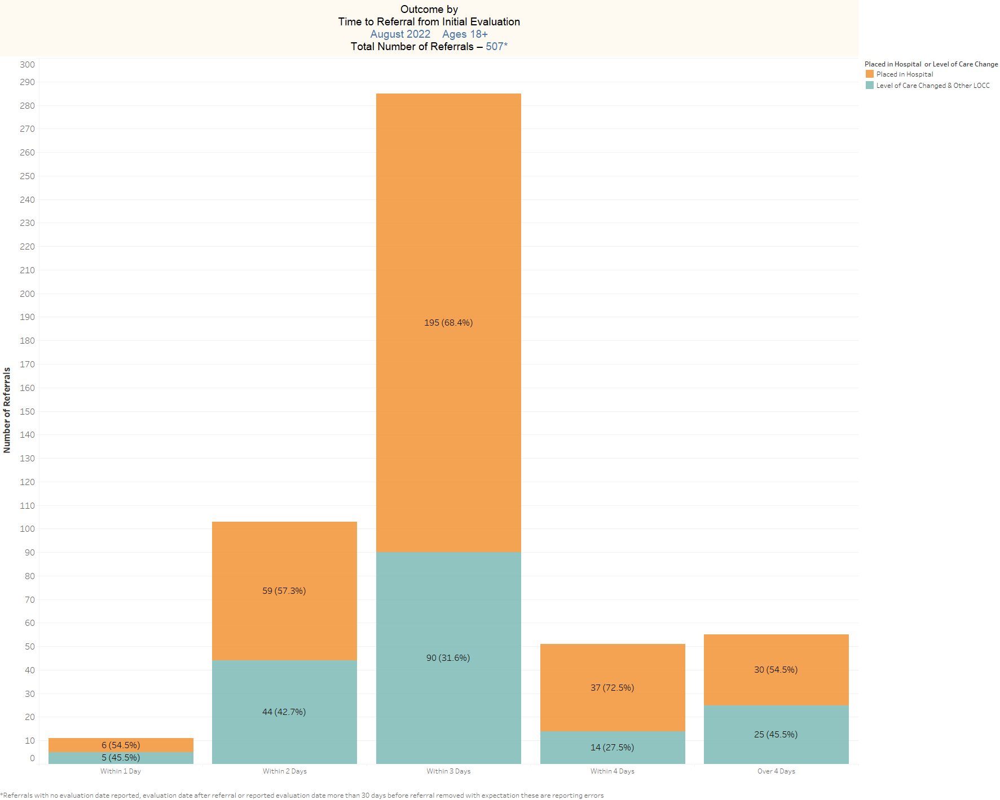 Outcome by
Time to Referral from Initial Evaluation
August 2022 Ages 18+
Total Number of Referrals – 507*
Placed in Hospital or Level of Care Change
Placed in Hospital
Level of Care Changed & Other LOCC
Number of Referrals
300
290
280
270
260
250
240
230
220
210
200
190
180
170
160
150
140
130
120
110
100
90
80
70
60
50
40
30
20
10
0
6 (54.5%)
5 (45.5%)
59 (57.3%)
44 (42.7%)
195 (68.4%)
90 (31.6%)
37 (72.5%)
14 (27.5%)
30 (54.5%)
25 (45.5%)
Within 1 Day
Within 2 Days
Within 3 Days
Within 4 Days
Over 4 Days
*Referrals with no evaluation date reported, evaluation date after referral or reported evaluation date more than 30 days before referral removed with expectation these are reporting errors